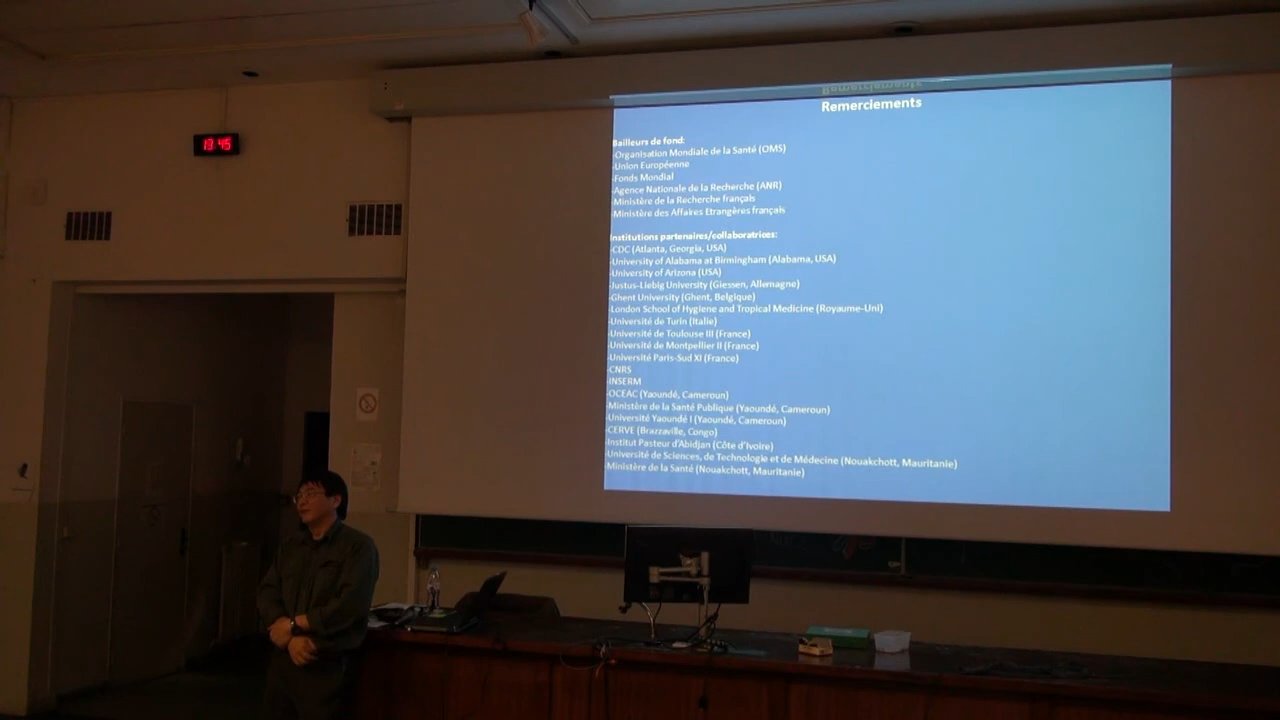 19:45
Remerciements
Bailleurs de fond:
-Organisation Mondiale de la Santé (OMS)
-Union Européenne
-Fonds Mondial
-Agence Nationale de la Recherche (ANR)
-Ministère de la Recherche français
-Ministère des Affaires Etrangères français
Institutions partenaires/collaboratrices:
-CDC (Atlanta, Georgia, USA)
-University of Alabama at Birmingham (Alabama, USA)
-University of Arizona (USA)
-Justus-Liebig University (Giessen, Allemagne)
-Ghent University (Ghent, Belgique)
-London School of Hygiene and Tropical Medicine (Royaume-Uni)
-Université de Turin (Italie)
-Université de Toulouse III (France)
-Université de Montpellier II (France)
-Université Paris-Sud XI (France)
-CNRS
-INSERM
-OCEAC (Yaoundé, Cameroun)
-Ministère de la Santé Publique (Yaoundé, Cameroun)
-Université Yaoundé I (Yaoundé, Cameroun)
-CERVE (Brazzaville, Congo)
-Institut Pasteur d'Abidjan (Côte d'Ivoire)
-Université de Sciences, de Technologie et de Médecine (Nouakchott, Mauritanie)
-Ministère de la Santé (Nouakchott, Mauritanie)